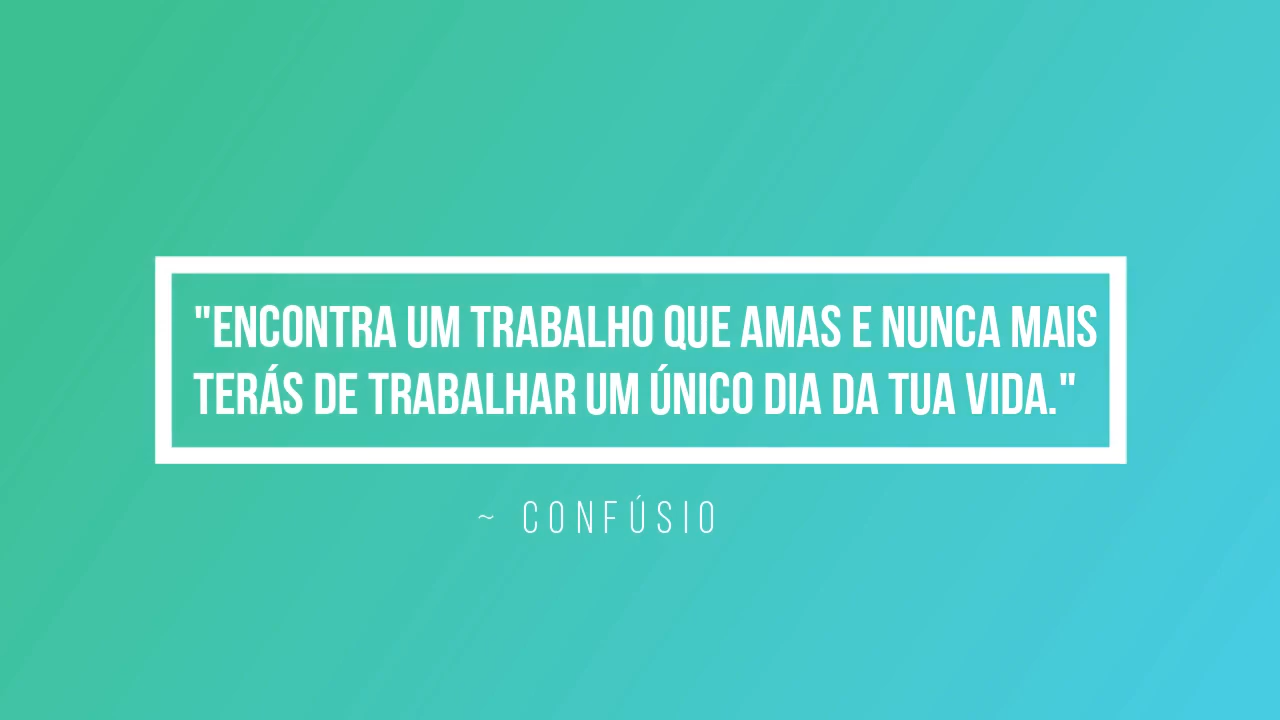 "ENCONTRA UM TRABALHO QUE AMAS E NUNCA MAIS
TERÁS DE TRABALHAR UM ÚNICO DIA DA TUA VIDA."
~ CONFÚSIO